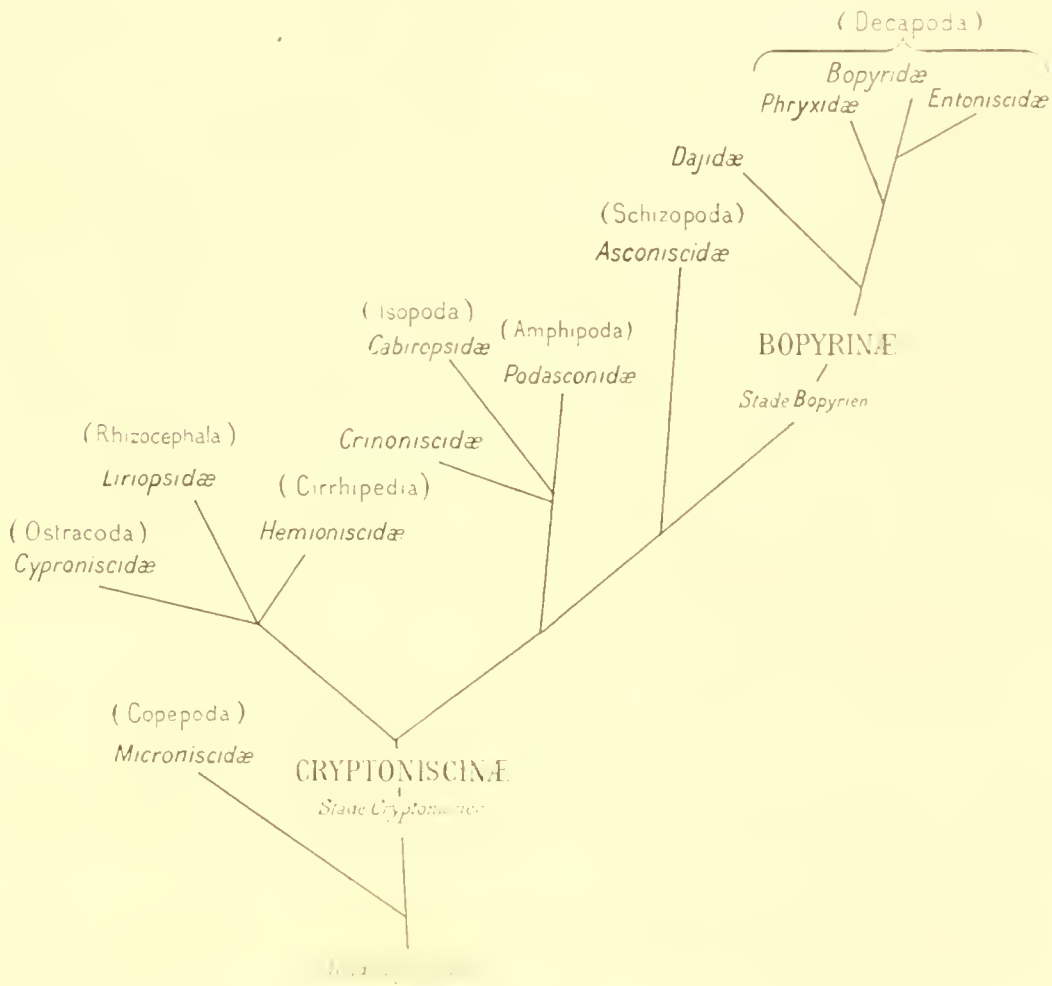 (Decapoda)
Bopyridæ
Phryxidæ
Entoniscidæ
Dajidæ
(Schizopoda)
Asconiscidæ
(Isopoda)
Cabiropsidæ
(Amphipoda)
Podasconidæ
BOPYRINÆ
Stade Bopyrien
Crinoniscidæ
(Rhizocephala)
Liriopsidæ
(Cirrhipedia)
Hemioniscidæ
(Ostracoda)
Cyproniscidæ
(Copepoda)
Microniscidæ
CRYPTONISCINÆ
Stade